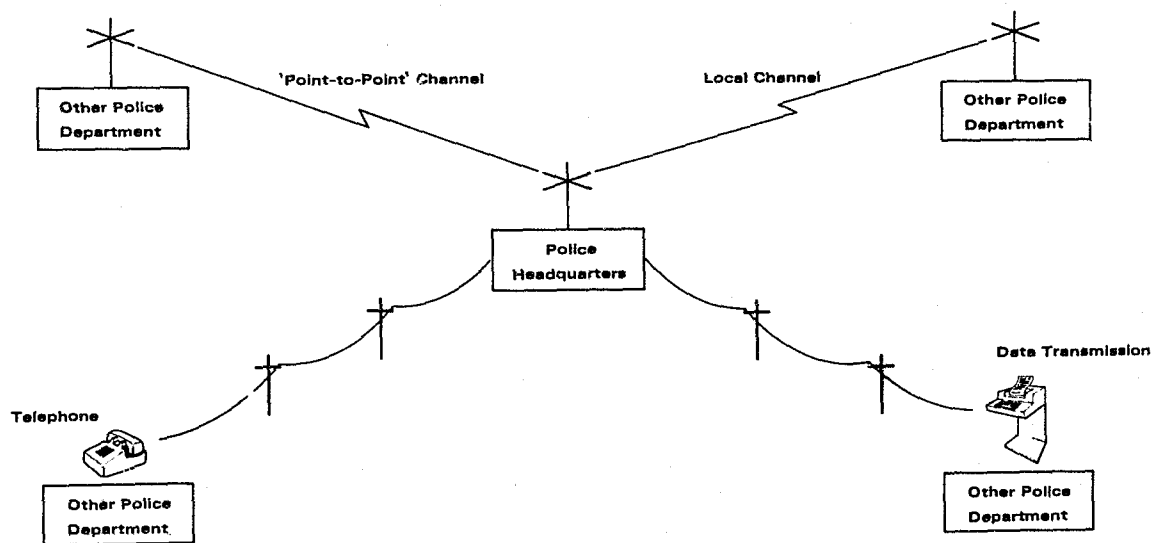 'Point-to-Point' Channel
Local Channel
Other Police
Department
Other Police
Department
Police
Headquarters
Data Transmission
Telephone
Other Police
Department
Other Police
Department